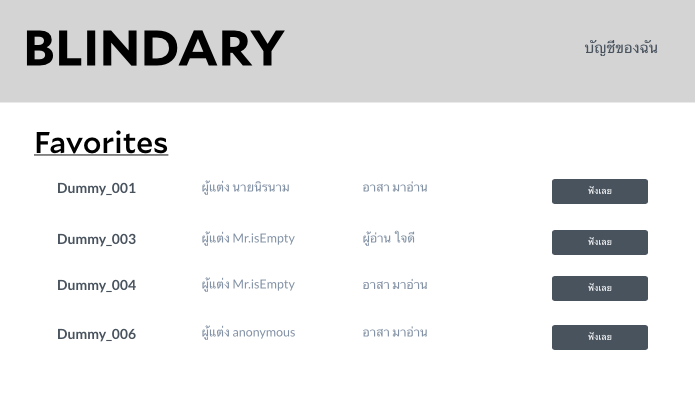 BLINDARY
บัญชีของฉัน
Favorites
Dummy_001 ผู้แต่ง นายนิรนาม อาสา มาอ่าน ฟังเลย
Dummy_003 ผู้แต่ง Mr.isEmpty ผู้อ่าน ใจดี ฟังเลย
Dummy_004 ผู้แต่ง Mr.isEmpty อาสา มาอ่าน ฟังเลย
Dummy_006 ผู้แต่ง anonymous อาสา มาอ่าน ฟังเลย